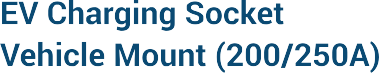 EV Charging Socket
Vehicle Mount (200/250A)